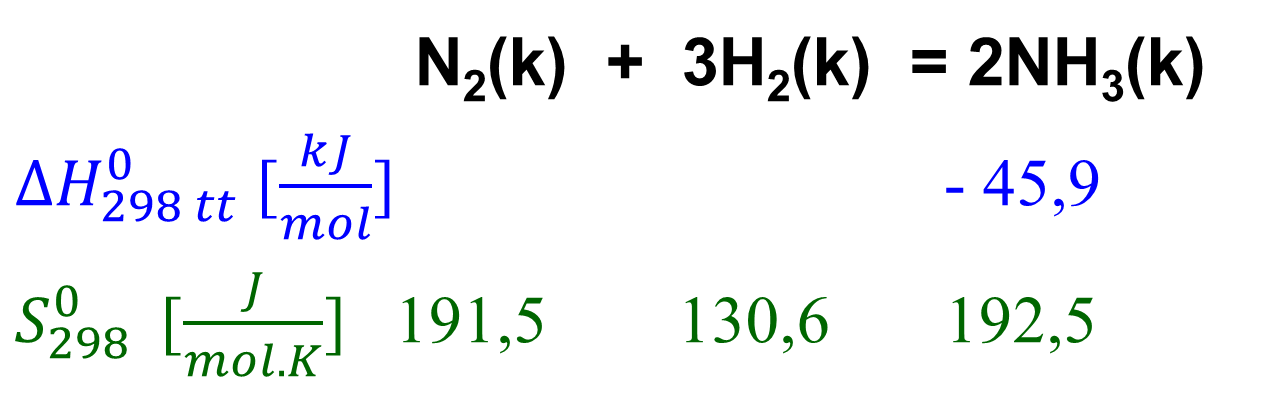 N₂(k) + 3H₂(k) = 2NH₃(k)
ΔH⁰₂₉₈ tt [kJ/mol] - 45,9
S⁰₂₉₈ [J/mol.K] 191,5 130,6 192,5